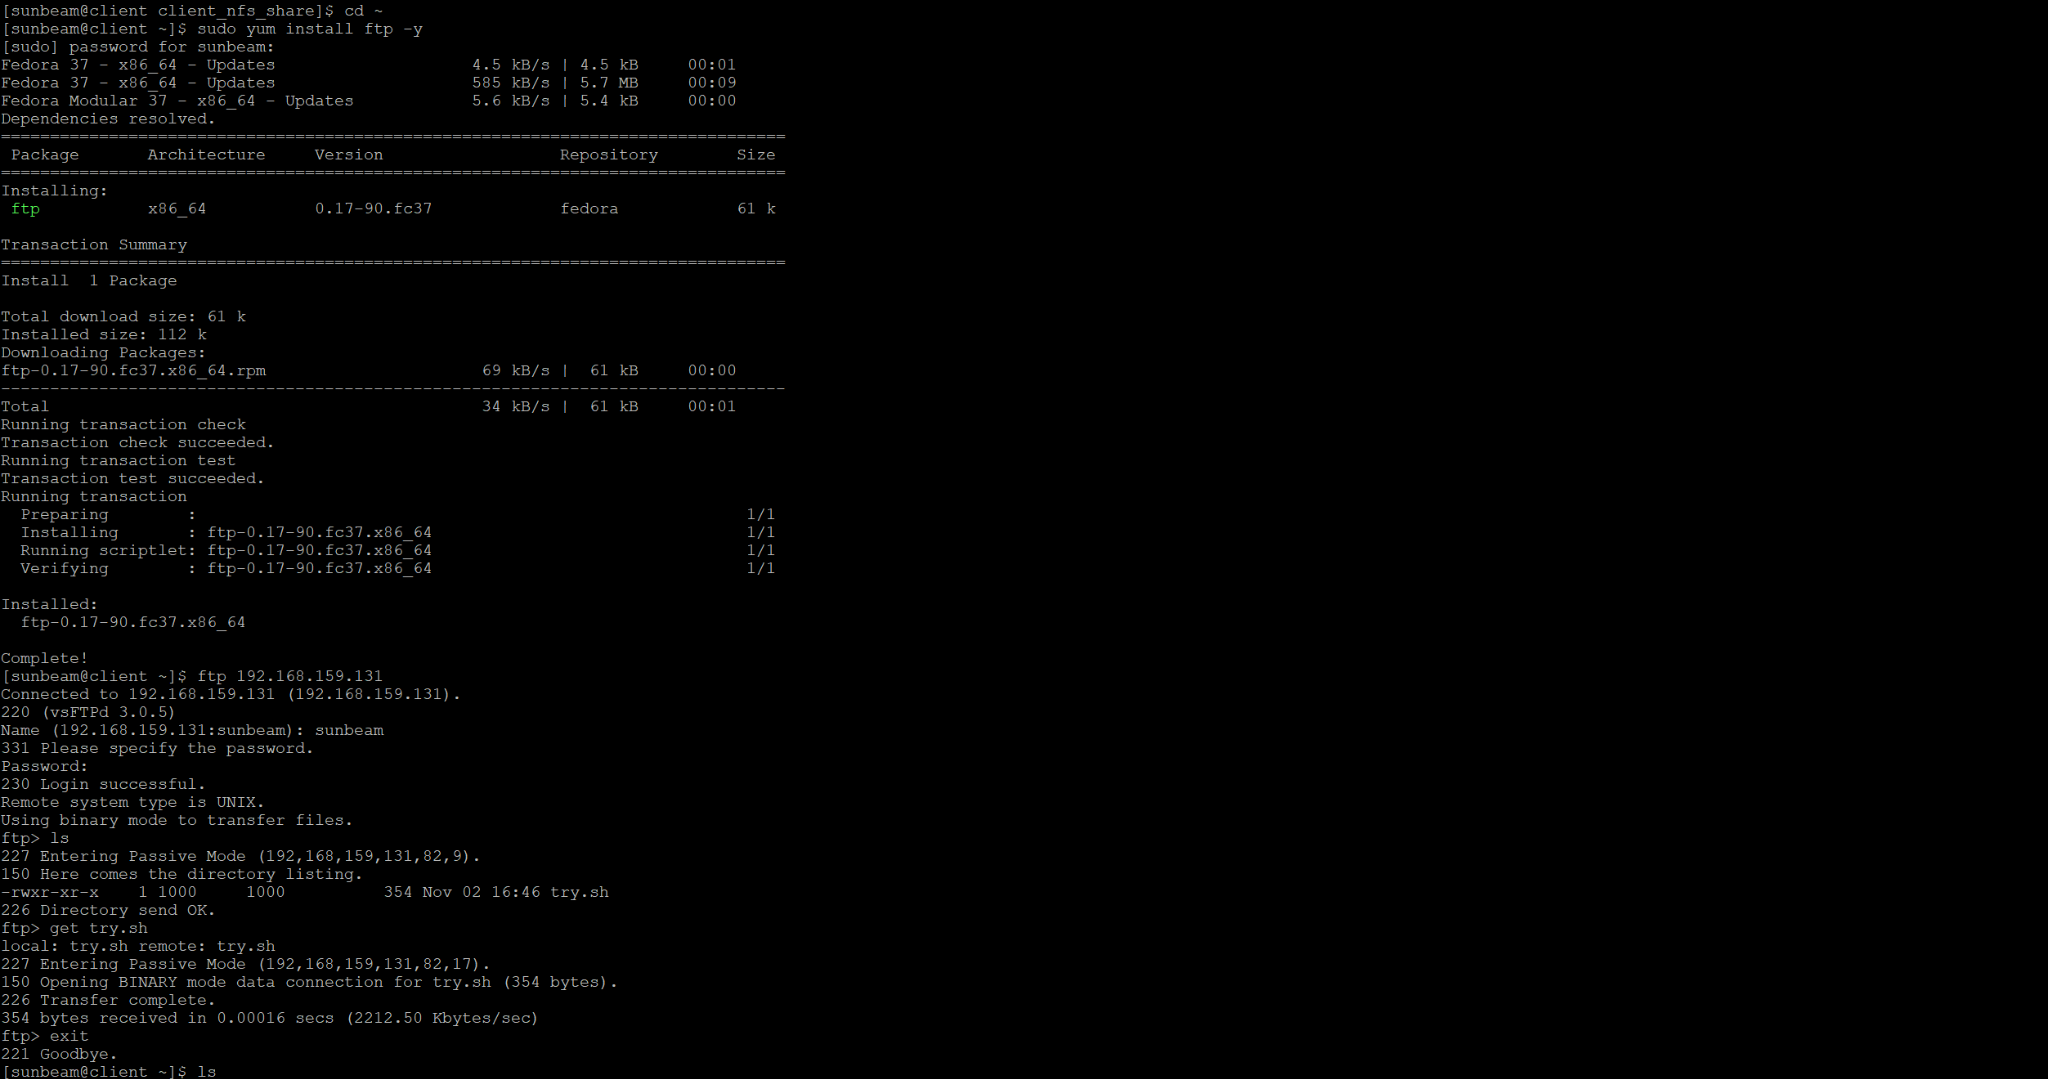 [sunbeam@client client_nfs_share]$ cd ~
[sunbeam@client ~]$ sudo yum install ftp -y
[sudo] password for sunbeam:
Fedora 37 - x86_64 - Updates                    4.5 kB/s | 4.5 kB     00:01
Fedora 37 - x86_64 - Updates                    585 kB/s | 5.7 MB     00:09
Fedora Modular 37 - x86_64 - Updates            5.6 kB/s | 5.4 kB     00:00
Dependencies resolved.
================================================================================
 Package       Architecture     Version                  Repository        Size
================================================================================
Installing:
 ftp           x86_64           0.17-90.fc37             fedora            61 k

Transaction Summary
================================================================================
Install  1 Package

Total download size: 61 k
Installed size: 112 k
Downloading Packages:
ftp-0.17-90.fc37.x86_64.rpm                      69 kB/s |  61 kB     00:00
--------------------------------------------------------------------------------
Total                                            34 kB/s |  61 kB     00:01
Running transaction check
Transaction check succeeded.
Running transaction test
Transaction test succeeded.
Running transaction
  Preparing        :                                                        1/1
  Installing       : ftp-0.17-90.fc37.x86_64                                1/1
  Running scriptlet: ftp-0.17-90.fc37.x86_64                                1/1
  Verifying        : ftp-0.17-90.fc37.x86_64                                1/1

Installed:
  ftp-0.17-90.fc37.x86_64

Complete!
[sunbeam@client ~]$ ftp 192.168.159.131
Connected to 192.168.159.131 (192.168.159.131).
220 (vsFTPd 3.0.5)
Name (192.168.159.131:sunbeam): sunbeam
331 Please specify the password.
Password:
230 Login successful.
Remote system type is UNIX.
Using binary mode to transfer files.
ftp> ls
227 Entering Passive Mode (192,168,159,131,82,9).
150 Here comes the directory listing.
-rwxr-xr-x    1 1000     1000          354 Nov 02 16:46 try.sh
226 Directory send OK.
ftp> get try.sh
local: try.sh remote: try.sh
227 Entering Passive Mode (192,168,159,131,82,17).
150 Opening BINARY mode data connection for try.sh (354 bytes).
226 Transfer complete.
354 bytes received in 0.00016 secs (2212.50 Kbytes/sec)
ftp> exit
221 Goodbye.
[sunbeam@client ~]$ ls